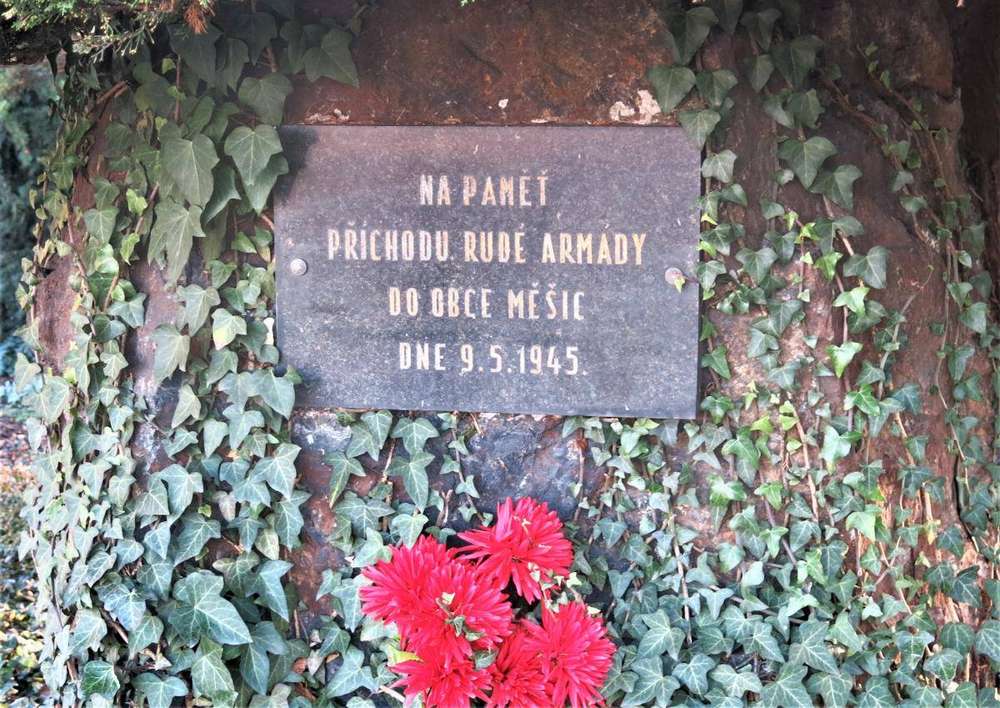 NA PAMĚŤ
PŘÍCHODU RUDÉ ARMÁDY
DO OBCE MĚŠIC
DNE 9.5.1945.